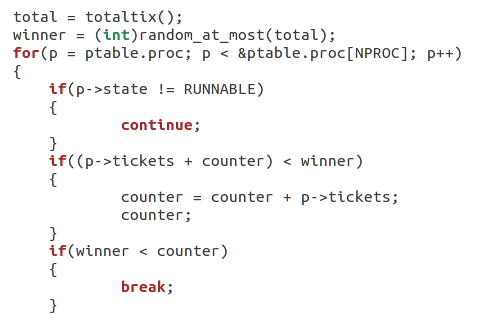 total = totaltix();
winner = (int)random_at_most(total);
for(p = ptable.proc; p < &ptable.proc[NPROC]; p++)
{
    if(p->state != RUNNABLE)
    {
            continue;
    }
    if((p->tickets + counter) < winner)
    {
            counter = counter + p->tickets;
            counter;
    }
    if(winner < counter)
    {
            break;
    }